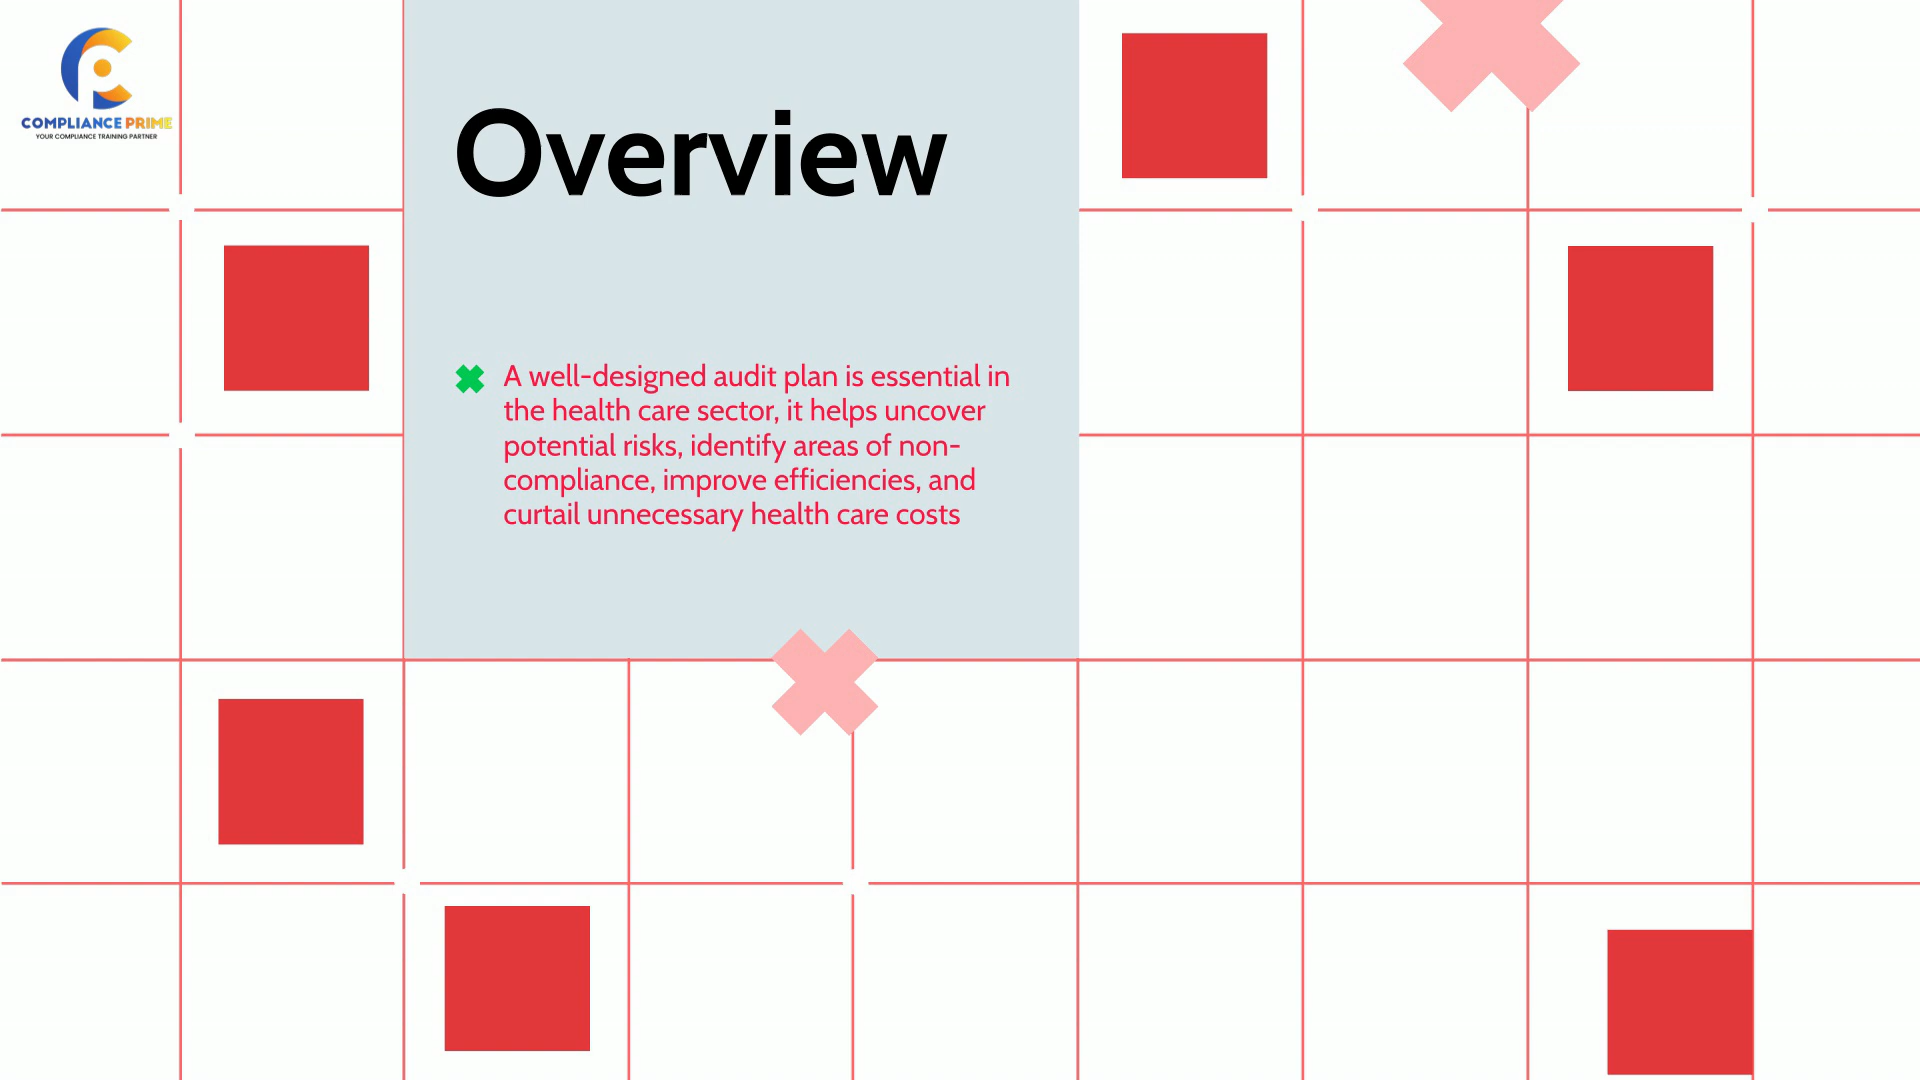 COMPLIANCE PRIME
YOUR COMPLIANCE TRAINING PARTNER
Overview
A well-designed audit plan is essential in
the health care sector, it helps uncover
potential risks, identify areas of non-
compliance, improve efficiencies, and
curtail unnecessary health care costs